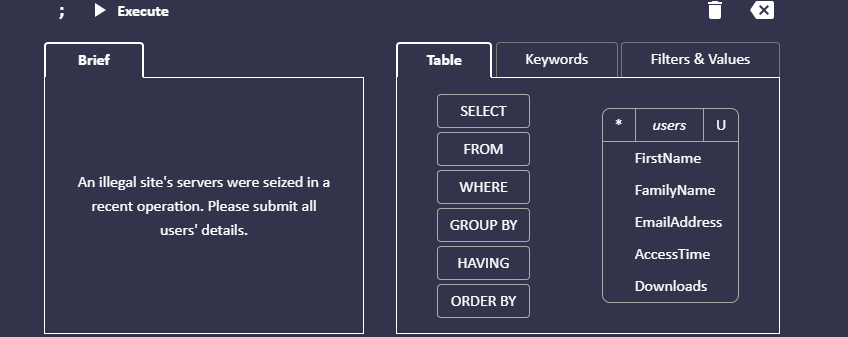 ; Execute
Brief
Table Keywords Filters & Values
An illegal site's servers were seized in a
recent operation. Please submit all
users' details.
SELECT
FROM
WHERE
GROUP BY
HAVING
ORDER BY
* users U
FirstName
FamilyName
EmailAddress
AccessTime
Downloads